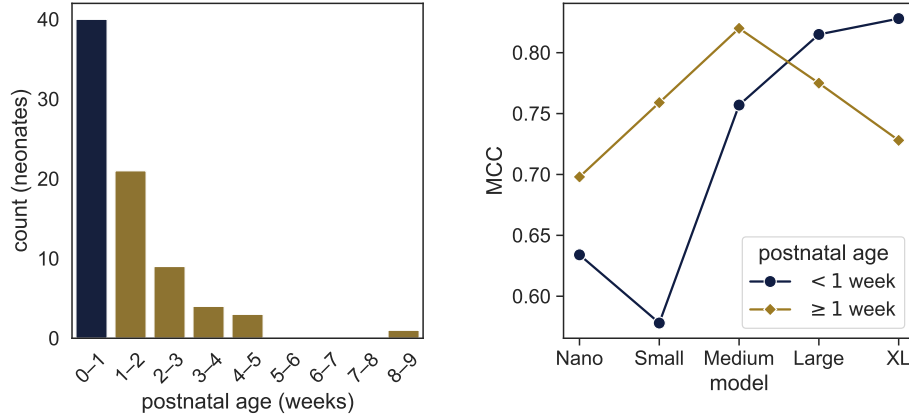 40
30
20
10
0
count (neonates)
0–1
1–2
2–3
3–4
4–5
5–6
6–7
7–8
8–9
postnatal age (weeks)
0.80
0.75
0.70
0.65
0.60
MCC
postnatal age
< 1 week
≥ 1 week
Nano Small Medium Large XL
model